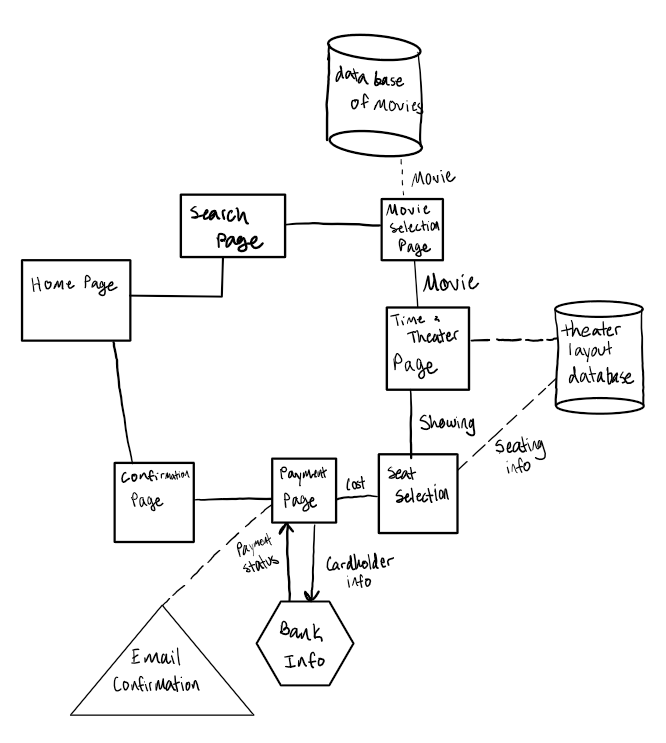 data base
of Movies
Movie
Search
Page
Movie
Selection
Page
Home Page
Movie
Time &
Theater
Page
theater
layout
database
Showing
Seating
info
Confirmation
Page
Payment
Page
Cost
Seat
Selection
Payment
status
Cardholder
info
Bank
Info
Email
Confirmation